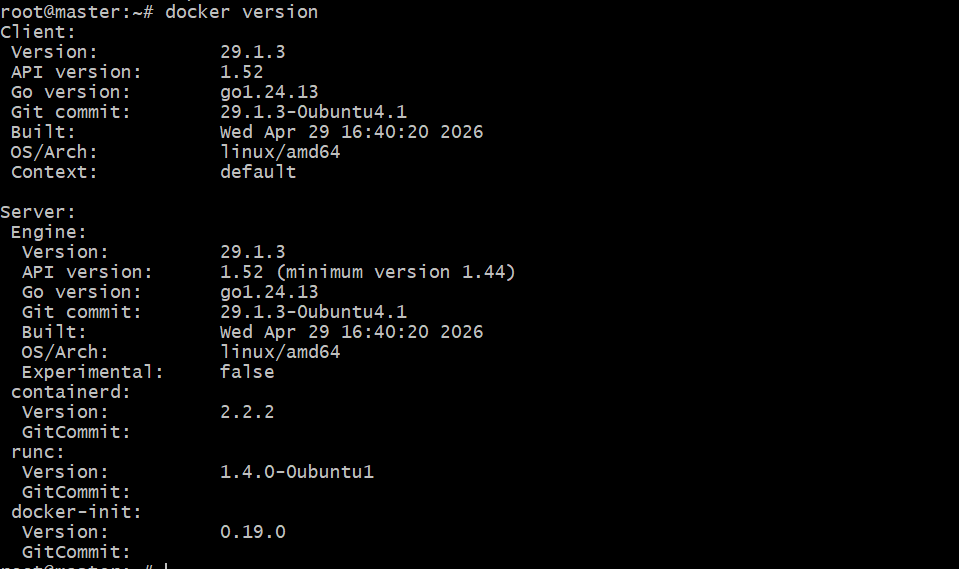 root@master:~# docker version
Client:
 Version:           29.1.3
 API version:       1.52
 Go version:        go1.24.13
 Git commit:        29.1.3-0ubuntu4.1
 Built:             Wed Apr 29 16:40:20 2026
 OS/Arch:           linux/amd64
 Context:           default

Server:
 Engine:
  Version:          29.1.3
  API version:      1.52 (minimum version 1.44)
  Go version:       go1.24.13
  Git commit:       29.1.3-0ubuntu4.1
  Built:            Wed Apr 29 16:40:20 2026
  OS/Arch:          linux/amd64
  Experimental:     false
 containerd:
  Version:          2.2.2
  GitCommit:
 runc:
  Version:          1.4.0-0ubuntu1
  GitCommit:
 docker-init:
  Version:          0.19.0
  GitCommit:
root@master:~#